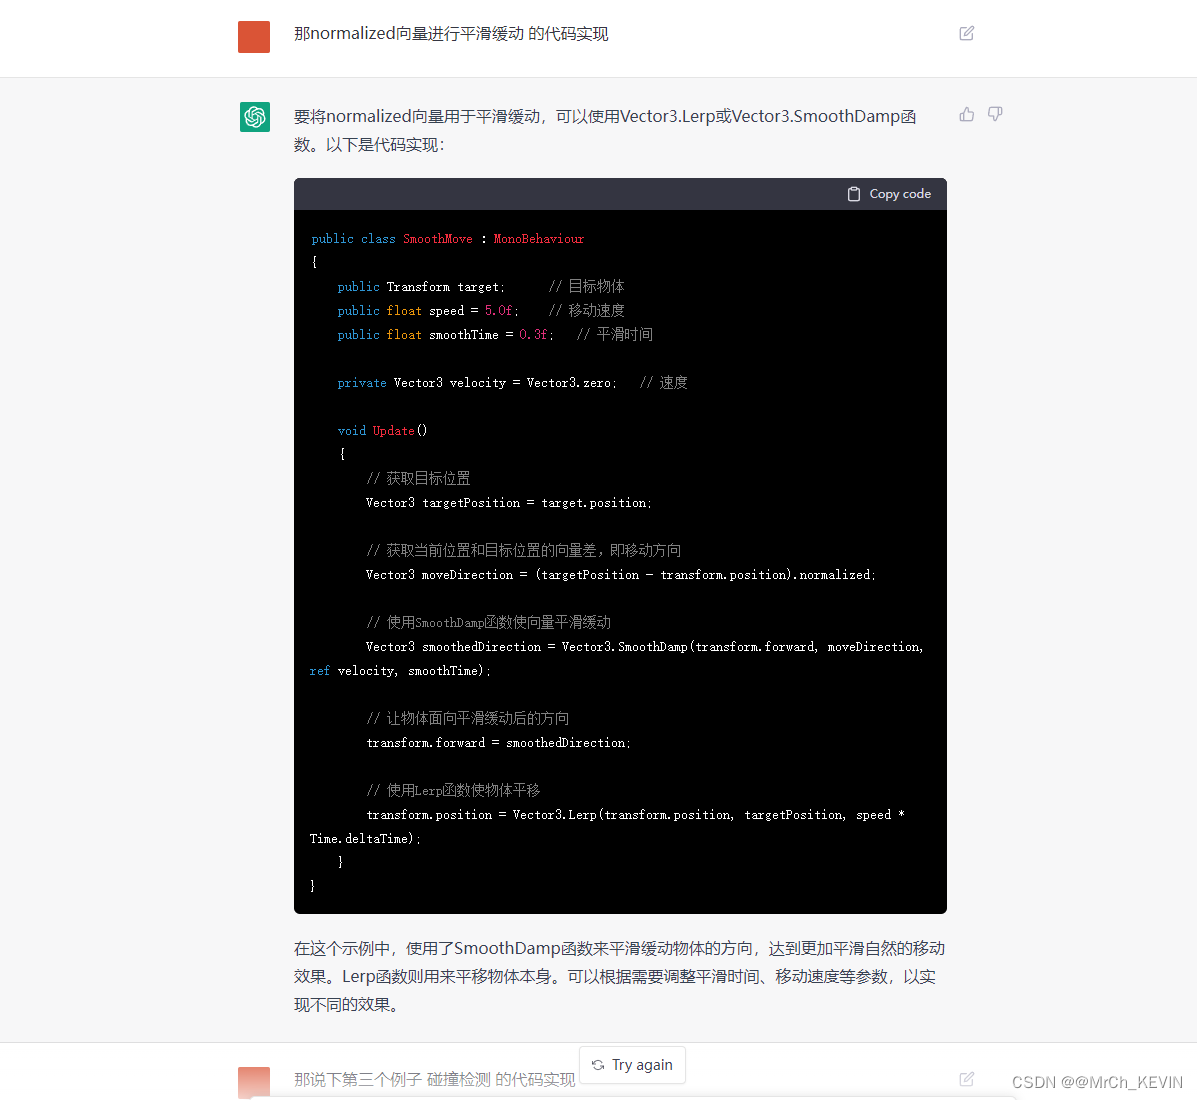 那normalized向量进行平滑缓动 的代码实现
要将normalized向量用于平滑缓动，可以使用Vector3.Lerp或Vector3.SmoothDamp函
数。以下是代码实现：
Copy code
public class SmoothMove : MonoBehaviour
{
    public Transform target;      // 目标物体
    public float speed = 5.0f;    // 移动速度
    public float smoothTime = 0.3f;   // 平滑时间
    private Vector3 velocity = Vector3.zero;   // 速度
    void Update()
    {
        // 获取目标位置
        Vector3 targetPosition = target.position;
        // 获取当前位置和目标位置的向量差，即移动方向
        Vector3 moveDirection = (targetPosition - transform.position).normalized;
        // 使用SmoothDamp函数使向量平滑缓动
        Vector3 smoothedDirection = Vector3.SmoothDamp(transform.forward, moveDirection,
ref velocity, smoothTime);
        // 让物体面向平滑缓动后的方向
        transform.forward = smoothedDirection;
        // 使用Lerp函数使物体平移
        transform.position = Vector3.Lerp(transform.position, targetPosition, speed *
Time.deltaTime);
    }
}
在这个示例中，使用了SmoothDamp函数来平滑缓动物体的方向，达到更加平滑自然的移动
效果。Lerp函数则用来平移物体本身。可以根据需要调整平滑时间、移动速度等参数，以实
现不同的效果。
Try again
那说下第三个例子 碰撞检测 的代码实现
CSDN @@MrCh_KEVIN